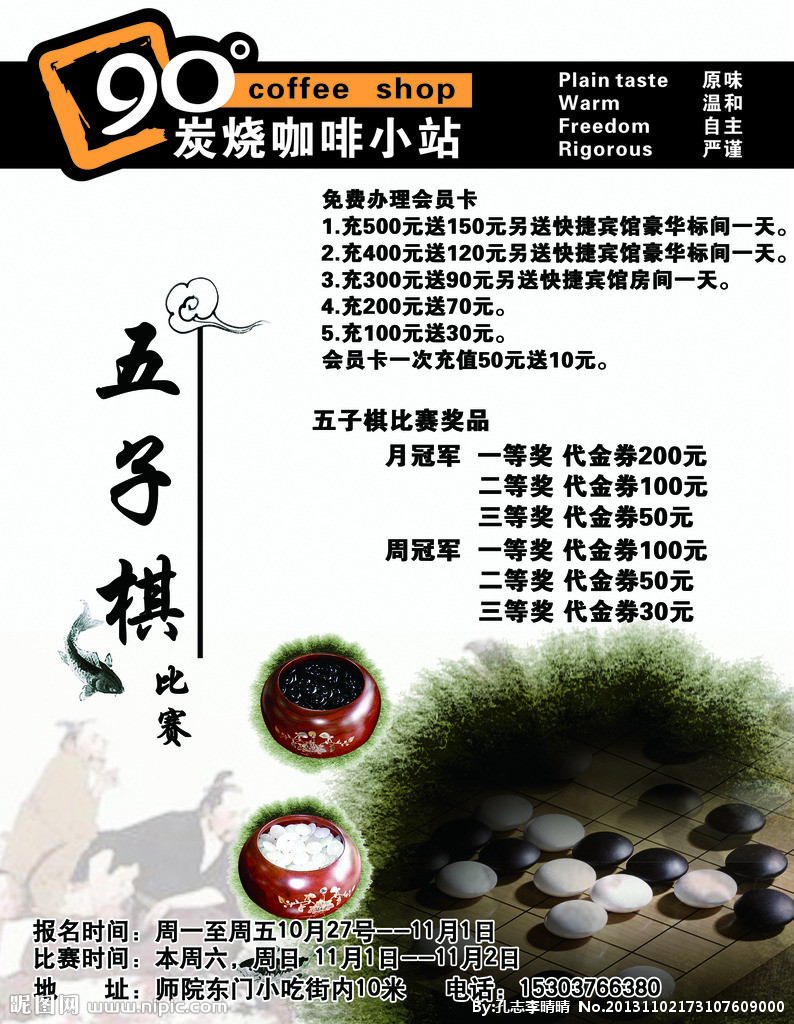 90°
coffee shop
炭烧咖啡小站
Plain taste 原味
Warm 温和
Freedom 自主
Rigorous 严谨
免费办理会员卡
1.充500元送150元另送快捷宾馆豪华标间一天。
2.充400元送120元另送快捷宾馆豪华标间一天。
3.充300元送90元另送快捷宾馆房间一天。
4.充200元送70元。
5.充100元送30元。
会员卡一次充值50元送10元。
五子棋
比赛
五子棋比赛奖品
月冠军 一等奖 代金券200元
二等奖 代金券100元
三等奖 代金券50元
周冠军 一等奖 代金券100元
二等奖 代金券50元
三等奖 代金券30元
报名时间：周一至周五10月27号--11月1日
比赛时间：本周六，周日 11月1日--11月2日
地 址：师院东门小吃街内10米 电话：15303766380
昵图网 www.nipic.com
By:孔志李晴晴 No.20131102173107609000